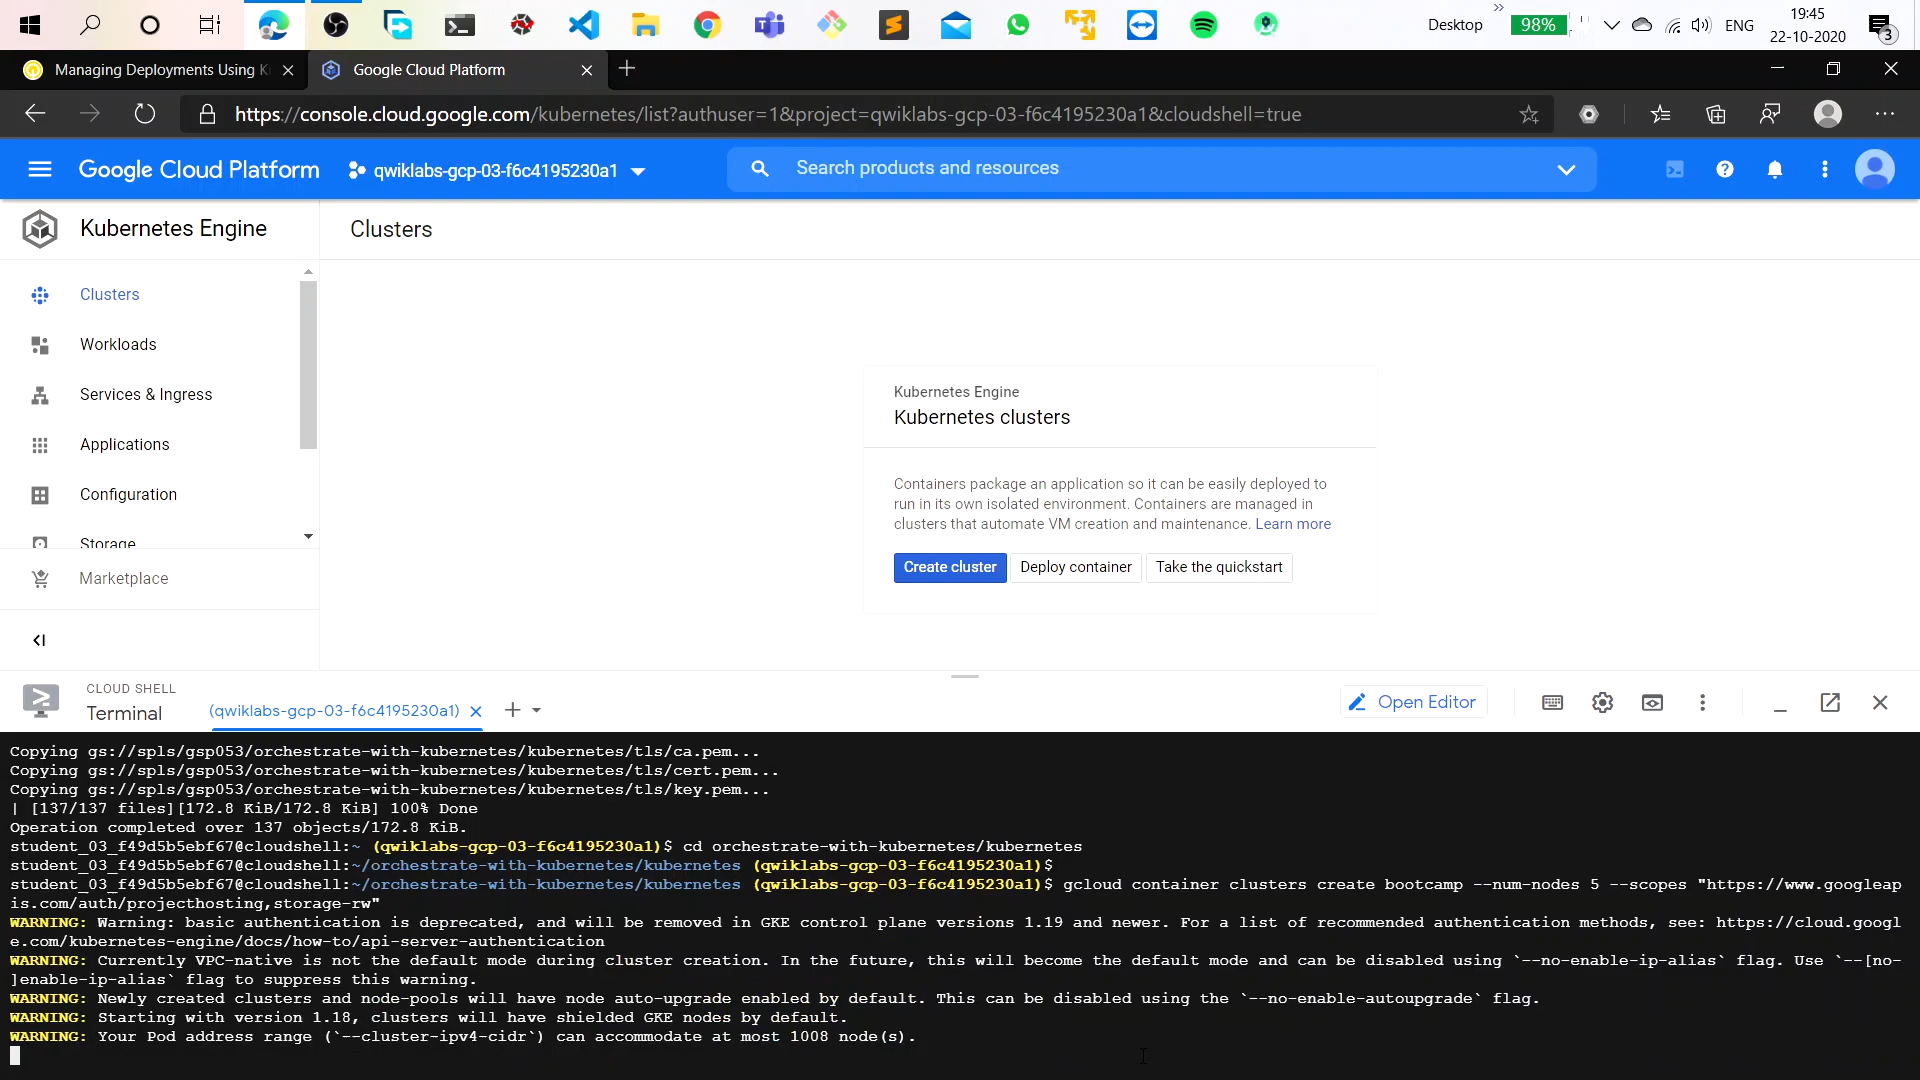 Desktop
98%
ENG
19:45
22-10-2020
3
Managing Deployments Using K
Google Cloud Platform
https://console.cloud.google.com/kubernetes/list?authuser=1&project=qwiklabs-gcp-03-f6c4195230a1&cloudshell=true
Google Cloud Platform
qwiklabs-gcp-03-f6c4195230a1
Search products and resources
Kubernetes Engine
Clusters
Clusters
Workloads
Services & Ingress
Applications
Configuration
Storage
Marketplace
Kubernetes Engine
Kubernetes clusters
Containers package an application so it can be easily deployed to
run in its own isolated environment. Containers are managed in
clusters that automate VM creation and maintenance. Learn more
Create cluster
Deploy container
Take the quickstart
CLOUD SHELL
Terminal
(qwiklabs-gcp-03-f6c4195230a1)
Open Editor
Copying gs://spls/gsp053/orchestrate-with-kubernetes/kubernetes/tls/ca.pem...
Copying gs://spls/gsp053/orchestrate-with-kubernetes/kubernetes/tls/cert.pem...
Copying gs://spls/gsp053/orchestrate-with-kubernetes/kubernetes/tls/key.pem...
| [137/137 files][172.8 KiB/172.8 KiB] 100% Done
Operation completed over 137 objects/172.8 KiB.
student_03_f49d5b5ebf67@cloudshell:~ (qwiklabs-gcp-03-f6c4195230a1)$ cd orchestrate-with-kubernetes/kubernetes
student_03_f49d5b5ebf67@cloudshell:~/orchestrate-with-kubernetes/kubernetes (qwiklabs-gcp-03-f6c4195230a1)$
student_03_f49d5b5ebf67@cloudshell:~/orchestrate-with-kubernetes/kubernetes (qwiklabs-gcp-03-f6c4195230a1)$ gcloud container clusters create bootcamp --num-nodes 5 --scopes "https://www.googleap
is.com/auth/projecthosting,storage-rw"
WARNING: Warning: basic authentication is deprecated, and will be removed in GKE control plane versions 1.19 and newer. For a list of recommended authentication methods, see: https://cloud.googl
e.com/kubernetes-engine/docs/how-to/api-server-authentication
WARNING: Currently VPC-native is not the default mode during cluster creation. In the future, this will become the default mode and can be disabled using `--no-enable-ip-alias` flag. Use `--[no-
]enable-ip-alias` flag to suppress this warning.
WARNING: Newly created clusters and node-pools will have node auto-upgrade enabled by default. This can be disabled using the `--no-enable-autoupgrade` flag.
WARNING: Starting with version 1.18, clusters will have shielded GKE nodes by default.
WARNING: Your Pod address range (`--cluster-ipv4-cidr`) can accommodate at most 1008 node(s).